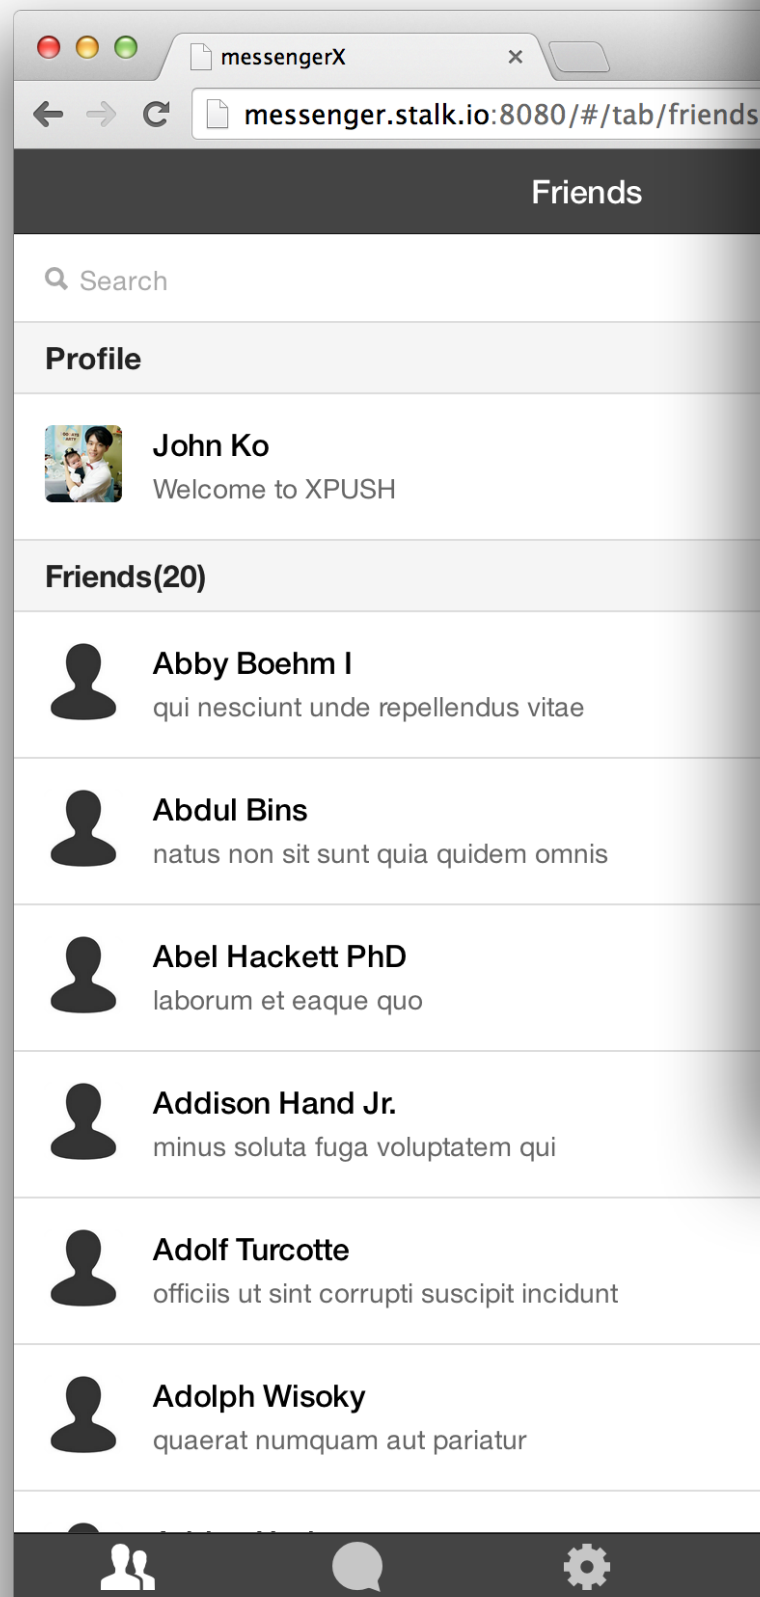 messengerX
messenger.stalk.io:8080/#/tab/friends
Friends
Search
Profile
John Ko
Welcome to XPUSH
Friends(20)
Abby Boehm I
qui nesciunt unde repellendus vitae
Abdul Bins
natus non sit sunt quia quidem omnis
Abel Hackett PhD
laborum et eaque quo
Addison Hand Jr.
minus soluta fuga voluptatem qui
Adolf Turcotte
officiis ut sint corrupti suscipit incidunt
Adolph Wisoky
quaerat numquam aut pariatur